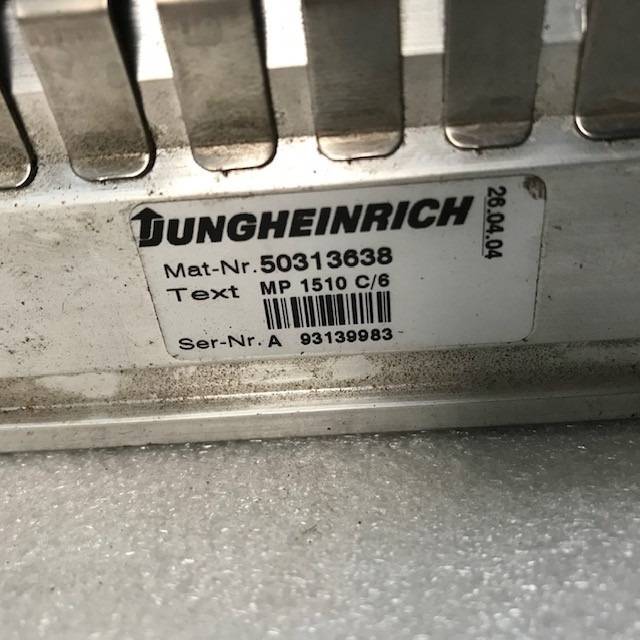 JUNGHEINRICH
26.04.04
Mat-Nr. 50313638
Text MP 1510 C/6
Ser-Nr. A 93139983